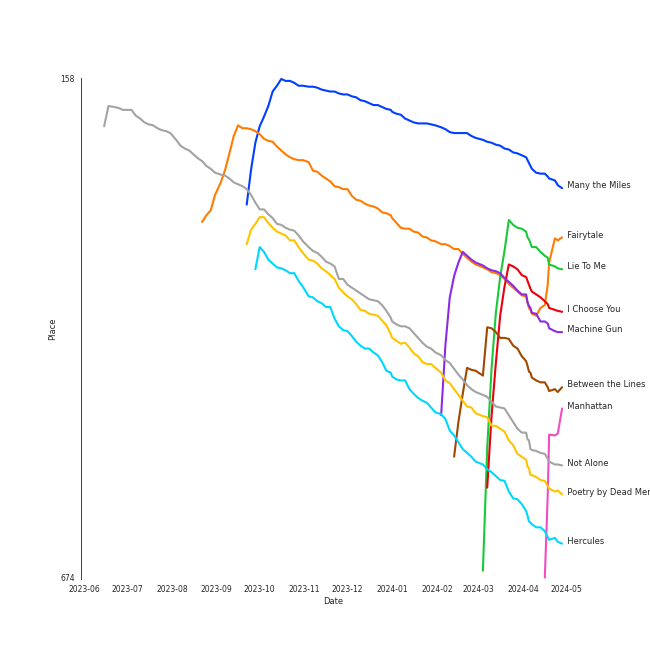 158
Many the Miles
Fairytale
Lie To Me
I Choose You
Machine Gun
Place
Between the Lines
Manhattan
Not Alone
Poetry by Dead Mer
Hercules
674
2023-06 2023-07 2023-08 2023-09 2023-10 2023-11 2023-12 2024-01 2024-02 2024-03 2024-04 2024-05
Date